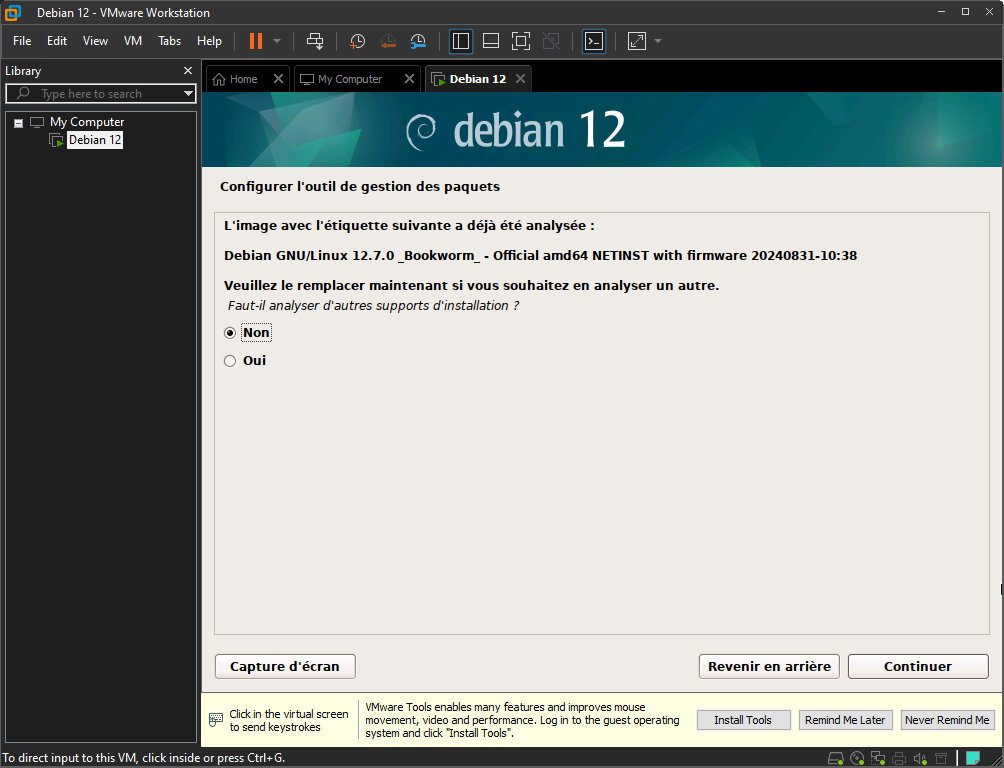 Debian 12 - VMware Workstation
File Edit View VM Tabs Help
Library
Type here to search
My Computer
Debian 12
Home
My Computer
Debian 12
debian 12
Configurer l'outil de gestion des paquets
L'image avec l'étiquette suivante a déjà été analysée :
Debian GNU/Linux 12.7.0 _Bookworm_ - Official amd64 NETINST with firmware 20240831-10:38
Veuillez le remplacer maintenant si vous souhaitez en analyser un autre.
Faut-il analyser d'autres supports d'installation ?
Non
Oui
Capture d'écran
Revenir en arrière
Continuer
Click in the virtual screen
to send keystrokes
VMware Tools enables many features and improves mouse
movement, video and performance. Log in to the guest operating
system and click "Install Tools".
Install Tools
Remind Me Later
Never Remind Me
To direct input to this VM, click inside or press Ctrl+G.